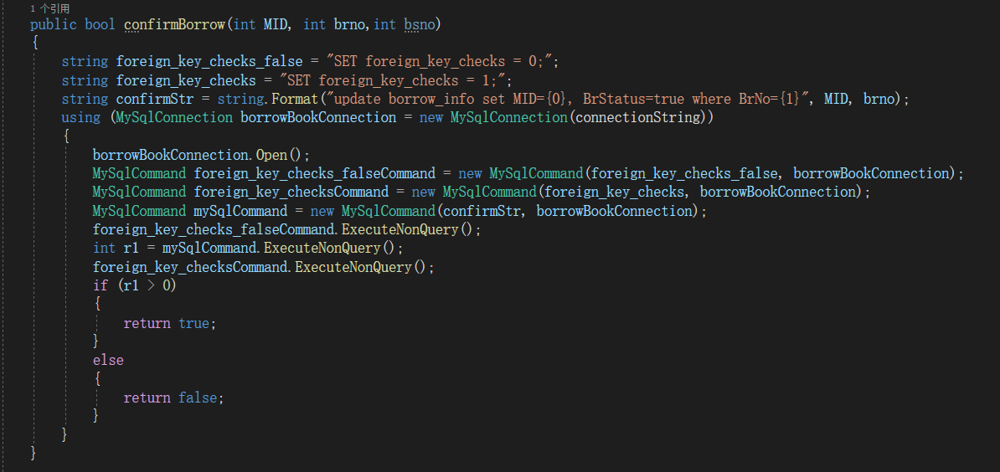 1 个引用
public bool confirmBorrow(int MID, int brno,int bsno)
{
string foreign_key_checks_false = "SET foreign_key_checks = 0;";
string foreign_key_checks = "SET foreign_key_checks = 1;";
string confirmStr = string.Format("update borrow_info set MID={0}, BrStatus=true where BrNo={1}", MID, brno);
using (MySqlConnection borrowBookConnection = new MySqlConnection(connectionString))
{
borrowBookConnection.Open();
MySqlCommand foreign_key_checks_falseCommand = new MySqlCommand(foreign_key_checks_false, borrowBookConnection);
MySqlCommand foreign_key_checksCommand = new MySqlCommand(foreign_key_checks, borrowBookConnection);
MySqlCommand mySqlCommand = new MySqlCommand(confirmStr, borrowBookConnection);
foreign_key_checks_falseCommand.ExecuteNonQuery();
int r1 = mySqlCommand.ExecuteNonQuery();
foreign_key_checksCommand.ExecuteNonQuery();
if (r1 > 0)
{
return true;
}
else
{
return false;
}
}
}